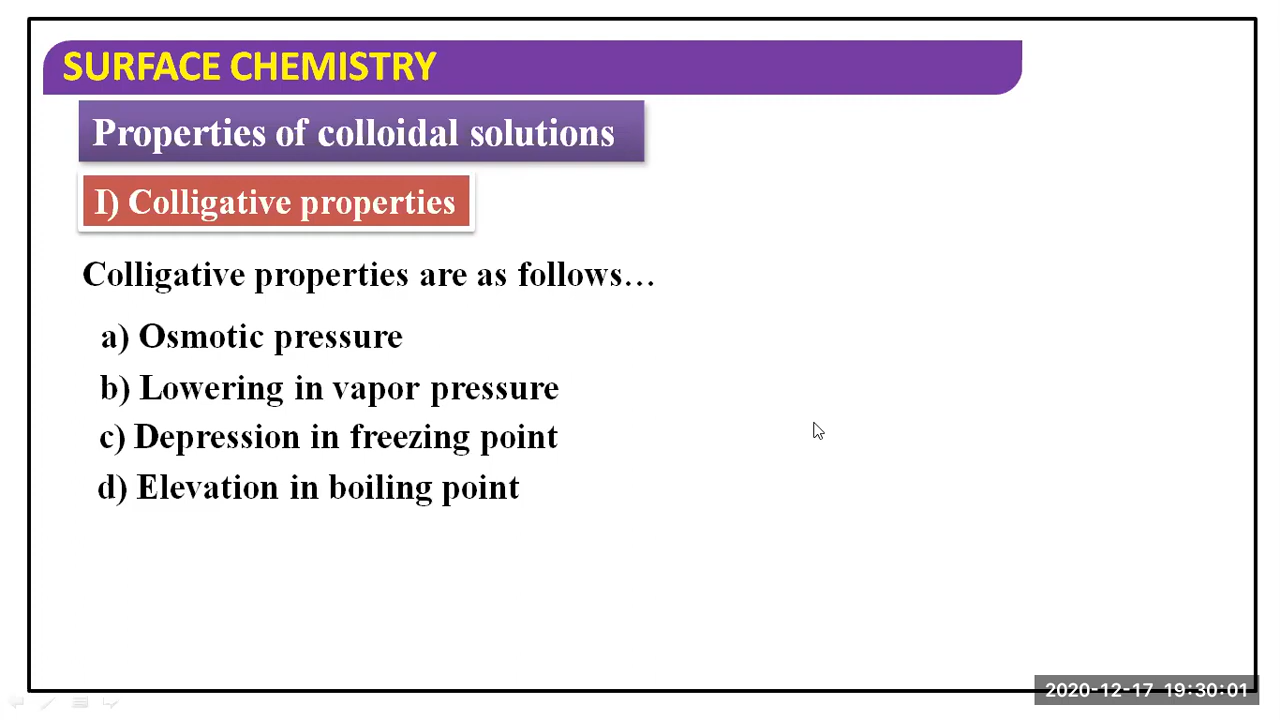 SURFACE CHEMISTRY
Properties of colloidal solutions
I) Colligative properties
Colligative properties are as follows…
a) Osmotic pressure
b) Lowering in vapor pressure
c) Depression in freezing point
d) Elevation in boiling point
2020-12-17 19:30:01